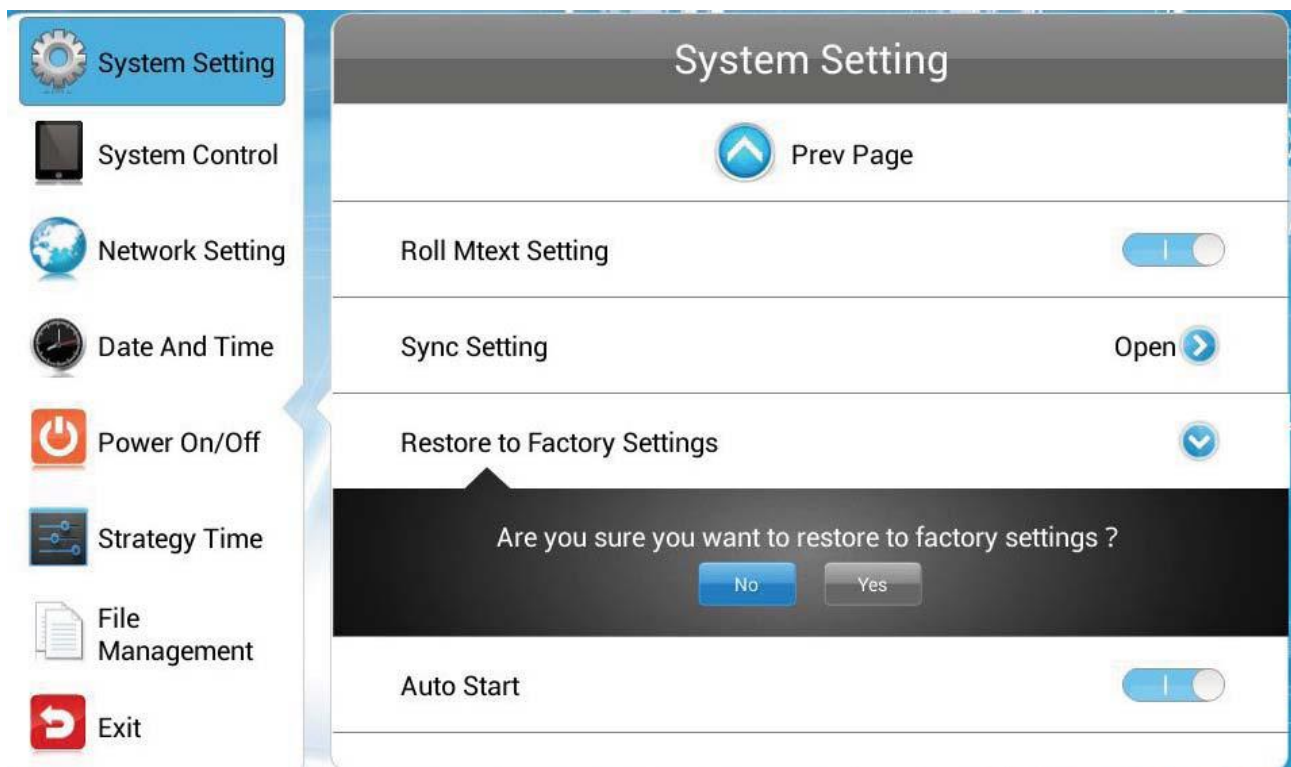 System Setting
System Control
Network Setting
Date And Time
Power On/Off
Strategy Time
File
Management
Exit
System Setting
Prev Page
Roll Mtext Setting
Sync Setting
Open
Restore to Factory Settings
Are you sure you want to restore to factory settings ?
No
Yes
Auto Start